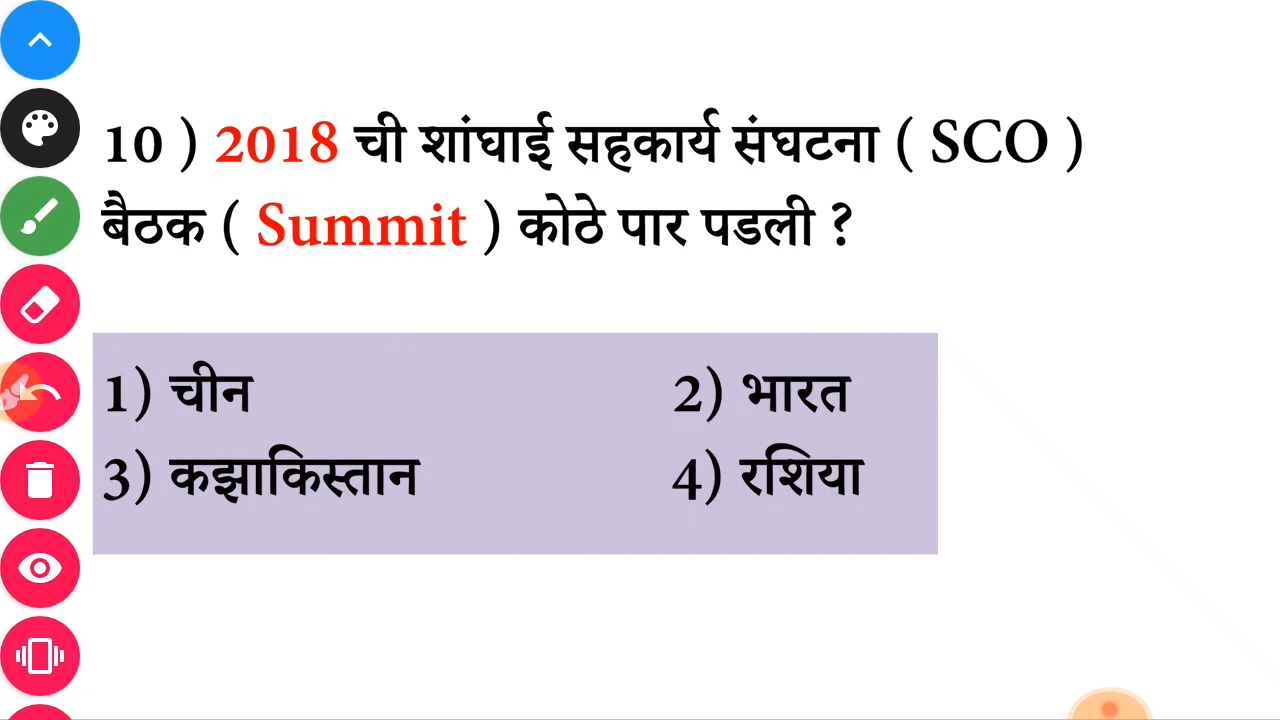 10 ) 2018 ची शांघाई सहकार्य संघटना ( SCO )
बैठक ( Summit ) कोठे पार पडली ?
1) चीन 2) भारत
3) कझाकिस्तान 4) रशिया